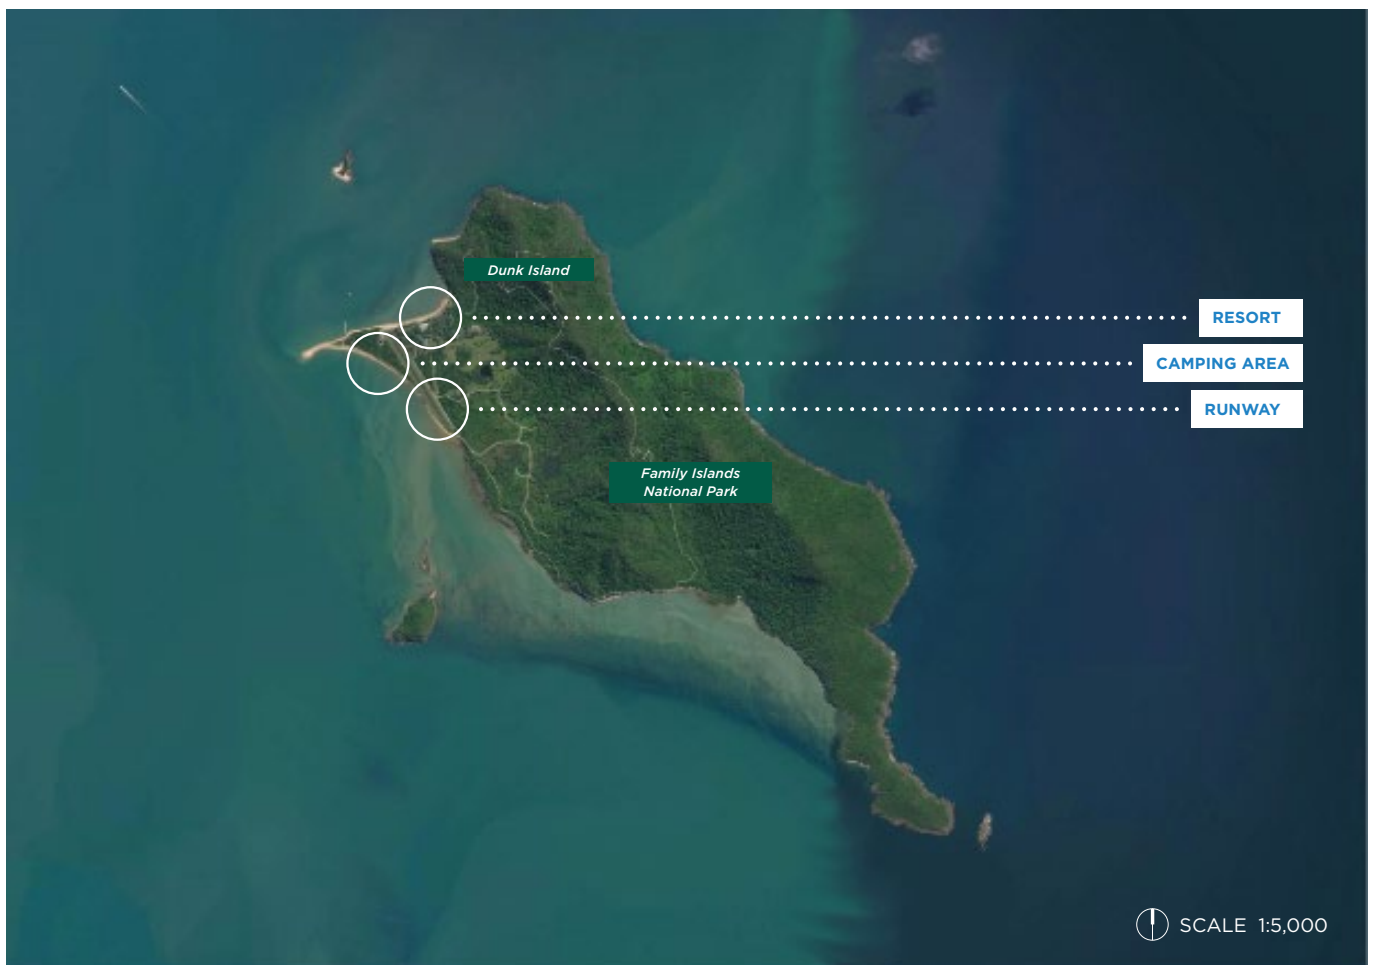 Dunk Island
RESORT
CAMPING AREA
RUNWAY
Family Islands
National Park
SCALE 1:5,000